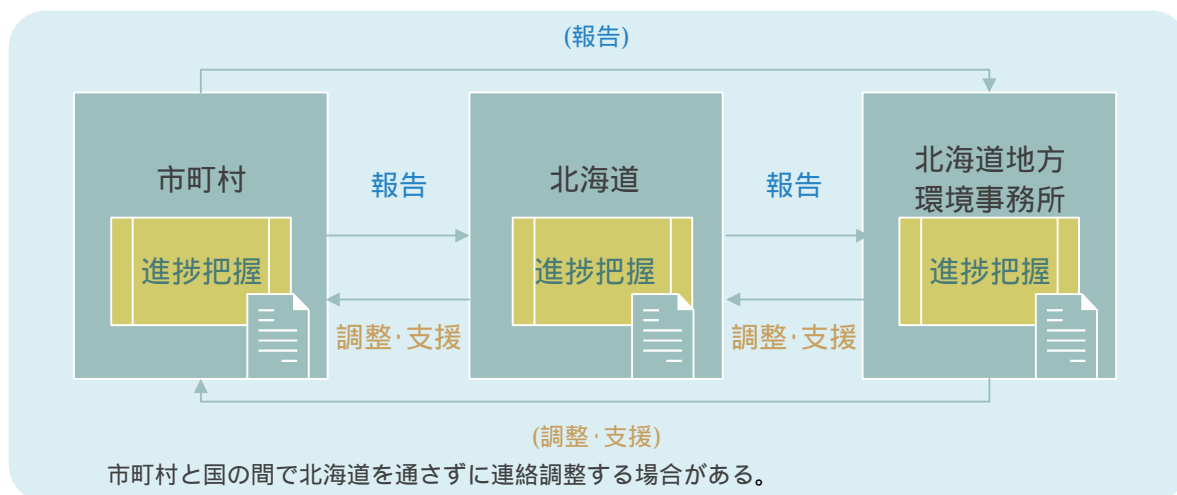 (報告)
市町村
報告
北海道
報告
北海道地方
環境事務所
進捗把握
進捗把握
進捗把握
調整·支援
調整·支援
(調整·支援)
市町村と国の間で北海道を通さずに連絡調整する場合がある。